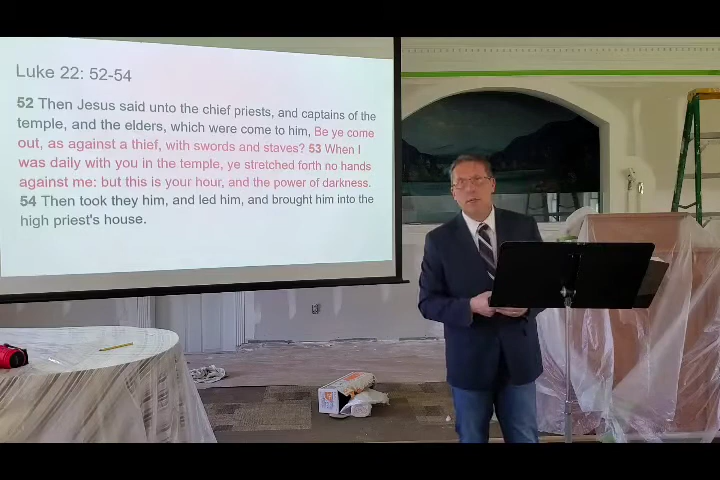 Luke 22: 52-54
52 Then Jesus said unto the chief priests, and captains of the
temple, and the elders, which were come to him, Be ye come
out, as against a thief, with swords and staves? 53 When I
was daily with you in the temple, ye stretched forth no hands
against me: but this is your hour, and the power of darkness.
54 Then took they him, and led him, and brought him into the
high priest's house.